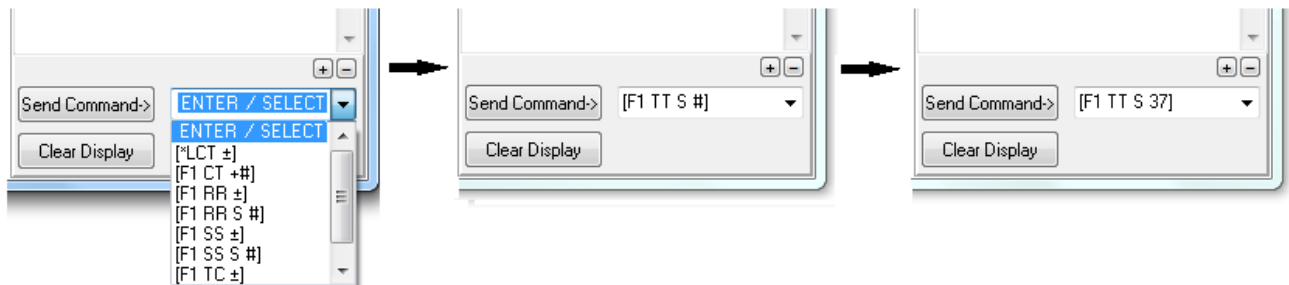 + −
Send Command-> ENTER / SELECT
Clear Display
ENTER / SELECT
[*LCT ±]
[F1 CT +#]
[F1 RR ±]
[F1 RR S #]
[F1 SS ±]
[F1 SS S #]
[F1 TC ±]
+ −
Send Command-> [F1 TT S #]
Clear Display
+ −
Send Command-> [F1 TT S 37]
Clear Display